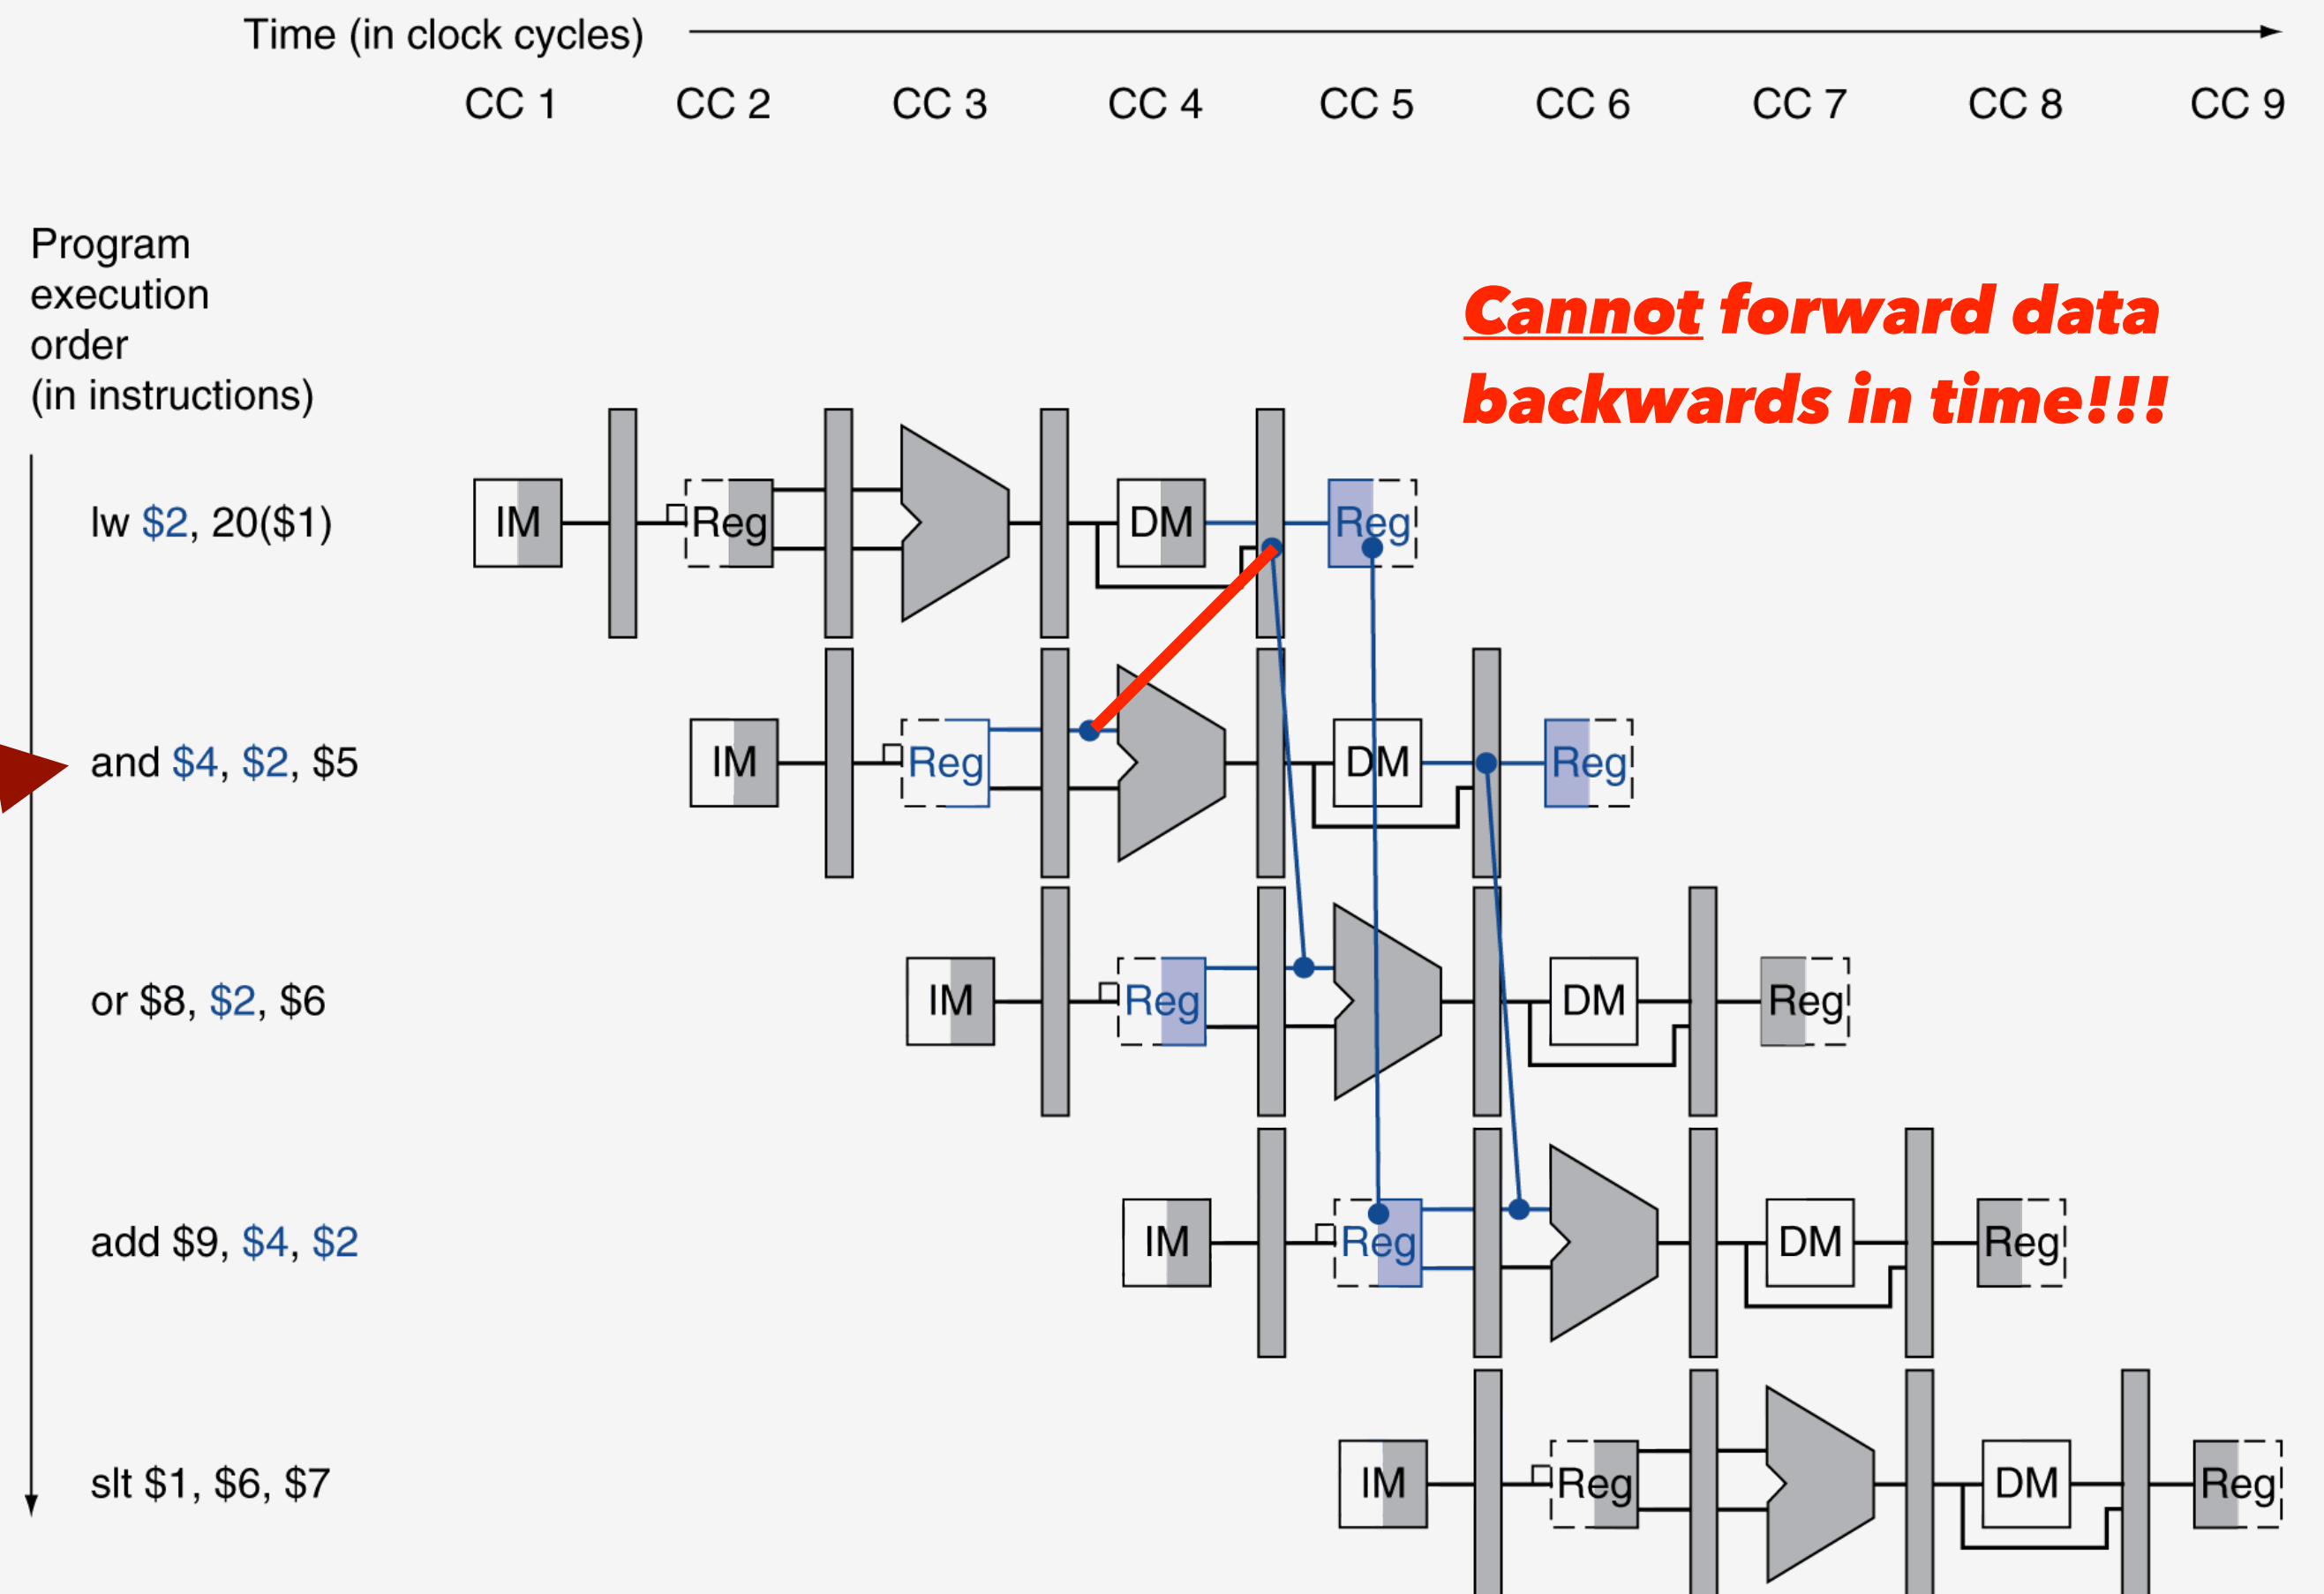 Time (in clock cycles)
CC 1 CC 2 CC 3 CC 4 CC 5 CC 6 CC 7 CC 8 CC 9
Program
execution
order
(in instructions)
Cannot forward data
backwards in time!!!
lw $2, 20($1) IM Reg DM Reg
and $4, $2, $5 IM Reg DM Reg
or $8, $2, $6 IM Reg DM Reg
add $9, $4, $2 IM Reg DM Reg
slt $1, $6, $7 IM Reg DM Reg